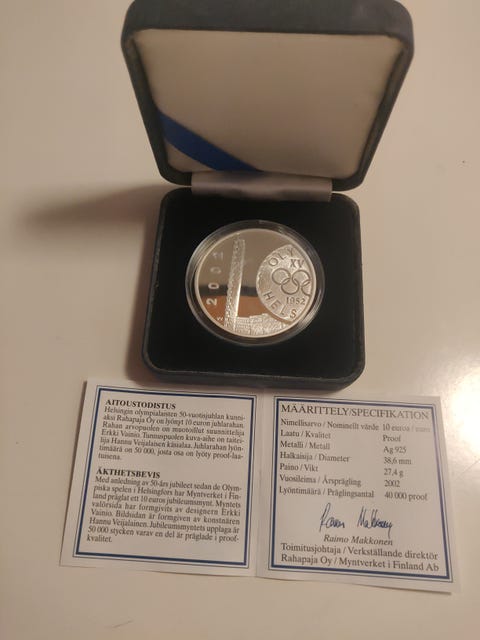 2002
OLY
XV
1952
HELS
AITOUSTODISTUS
Helsingin olympialaisten 50-vuotisjuhlan kunni-
aksi Rahapaja Oy on lyönyt 10 euron juhlarahan.
Rahan arvopuolen on muotoillut suunnittelija
Erkki Vainio. Tunnuspuolen kuva-aihe on taitei-
lija Hannu Veijalaisen käsialaa. Juhlarahan lyön-
timäärä on 50 000, josta osa on lyöty proof-laa-
tuisena.
ÄKTHETSBEVIS
Med anledning av 50-års jubileet sedan de Olym-
piska spelen i Helsingfors har Myntverket i Fin-
land präglat ett 10 euros jubileumsmynt. Myntets
valörsida har formgivits av designern Erkki
Vainio. Bildsidan är formgiven av konstnären
Hannu Veijalainen. Jubileumsmyntets upplaga är
50 000 stycken varav en del är präglade i proof-
kvalitet.
MÄÄRITTELY/SPECIFIKATION
Nimellisarvo / Nominellt värde 10 euroa / euro
Laatu / Kvalitet Proof
Metalli / Metall Ag 925
Halkaisija / Diameter 38,6 mm
Paino / Vikt 27,4 g
Vuosileima / Årsprägling 2002
Lyöntimäärä / Präglingsantal 40 000 proof
Raimo Makkonen
Raimo Makkonen
Toimitusjohtaja / Verkställande direktör
Rahapaja Oy / Myntverket i Finland Ab